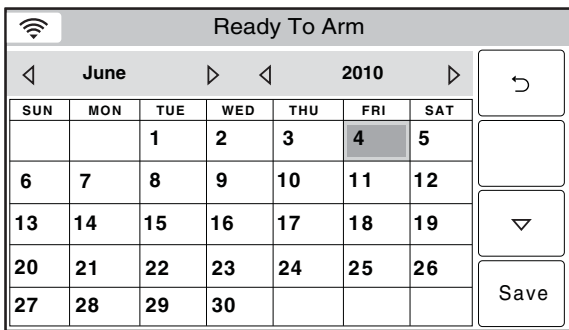 Ready To Arm
June 2010
SUN MON TUE WED THU FRI SAT
1 2 3 4 5
6 7 8 9 10 11 12
13 14 15 16 17 18 19
20 21 22 23 24 25 26
27 28 29 30
Save